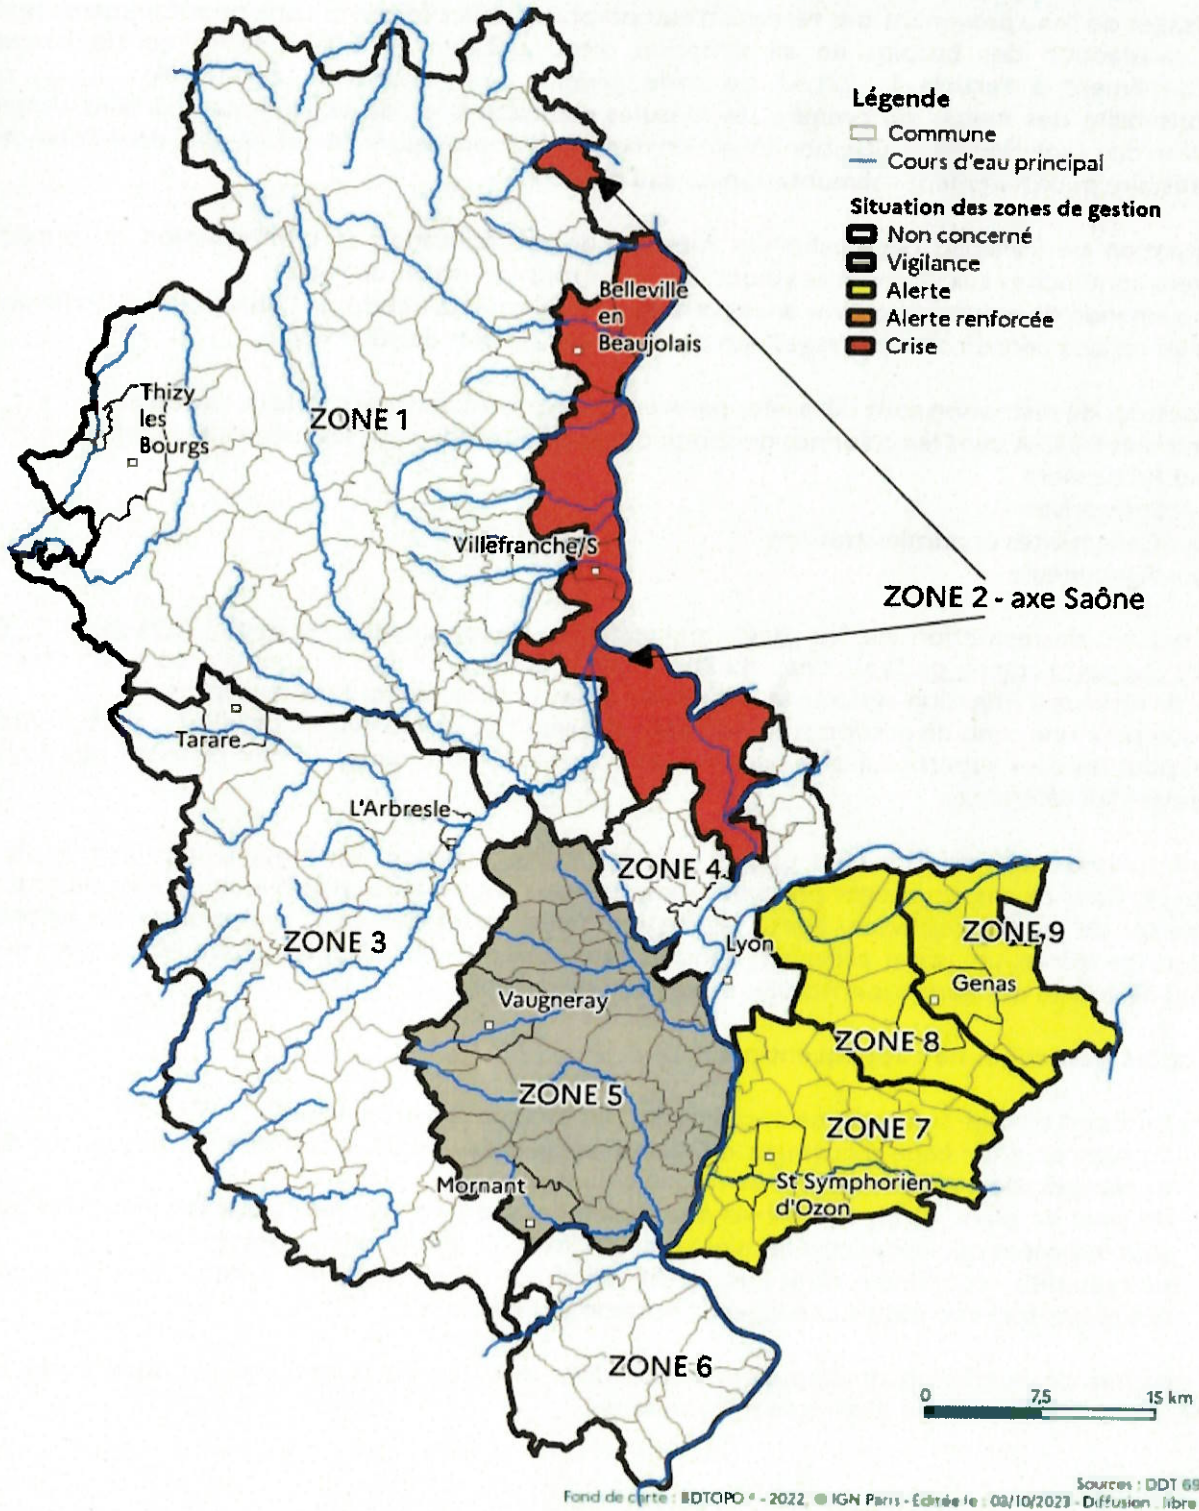 Légende
Commune
Cours d'eau principal
Situation des zones de gestion
Non concerné
Vigilance
Alerte
Alerte renforcée
Crise
Belleville
en
Beaujolais
Thizy
les
Bourgs
ZONE 1
Villefranche/S
ZONE 2 - axe Saône
Tarare
L'Arbresle
ZONE 4
ZONE 3
Lyon
ZONE 9
Genas
Vaugneray
ZONE 8
ZONE 5
ZONE 7
Mornant
St Symphorien
d'Ozon
ZONE 6
0 7,5 15 km
Sources : DDT 69
Fond de carte : - 2022, © IGN Paris - Éditée le : /10/2023 - Diffusion libre